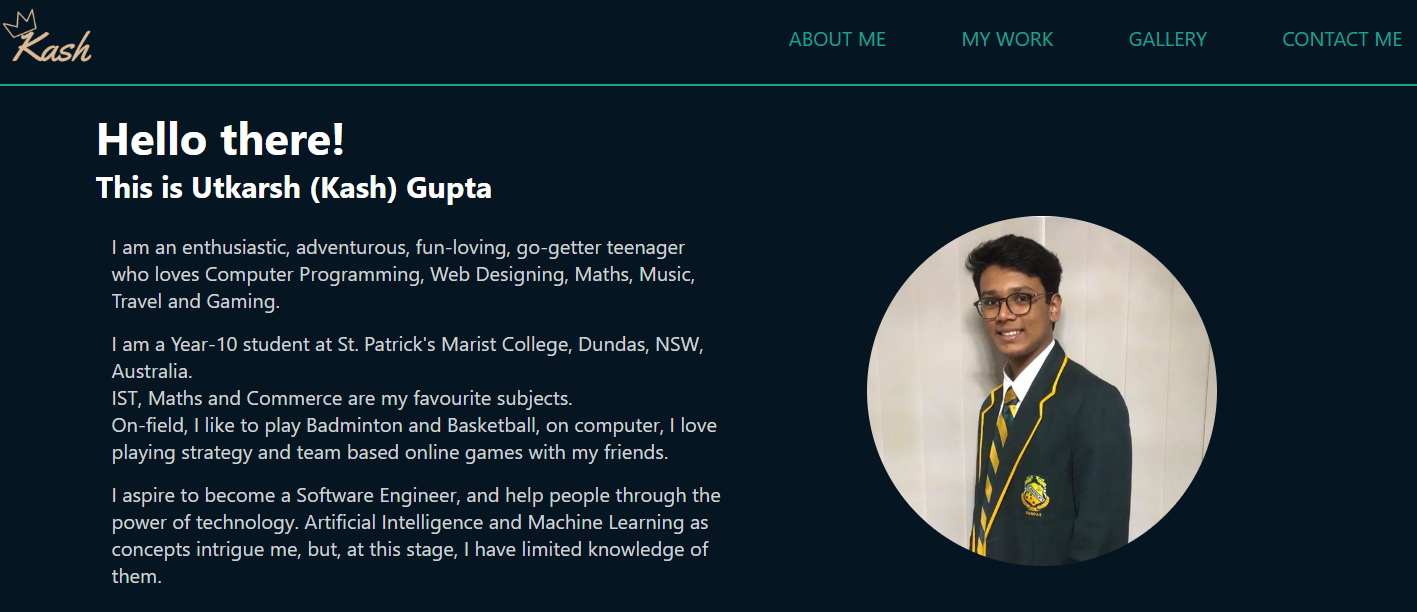 Kash
ABOUT ME
MY WORK
GALLERY
CONTACT ME
Hello there!
This is Utkarsh (Kash) Gupta
I am an enthusiastic, adventurous, fun-loving, go-getter teenager
who loves Computer Programming, Web Designing, Maths, Music,
Travel and Gaming.
I am a Year-10 student at St. Patrick's Marist College, Dundas, NSW,
Australia.
IST, Maths and Commerce are my favourite subjects.
On-field, I like to play Badminton and Basketball, on computer, I love
playing strategy and team based online games with my friends.
I aspire to become a Software Engineer, and help people through the
power of technology. Artificial Intelligence and Machine Learning as
concepts intrigue me, but, at this stage, I have limited knowledge of
them.
DUNDAS